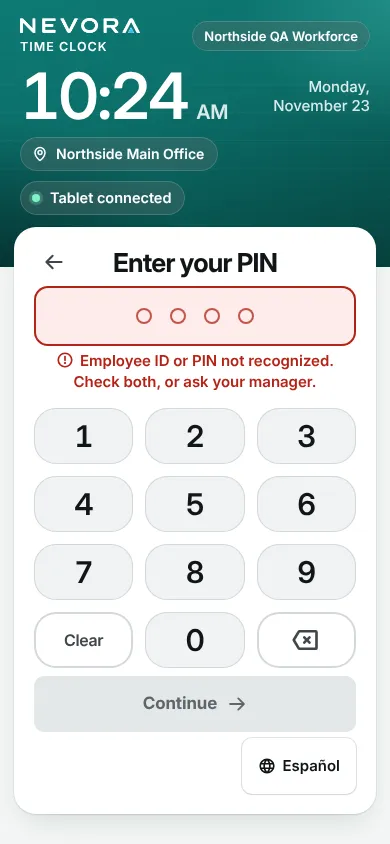 NEVORA
TIME CLOCK
Northside QA Workforce
10:24 AM
Monday,
November 23
Northside Main Office
Tablet connected
Enter your PIN
Employee ID or PIN not recognized.
Check both, or ask your manager.
1 2 3
4 5 6
7 8 9
Clear 0
Continue
Español